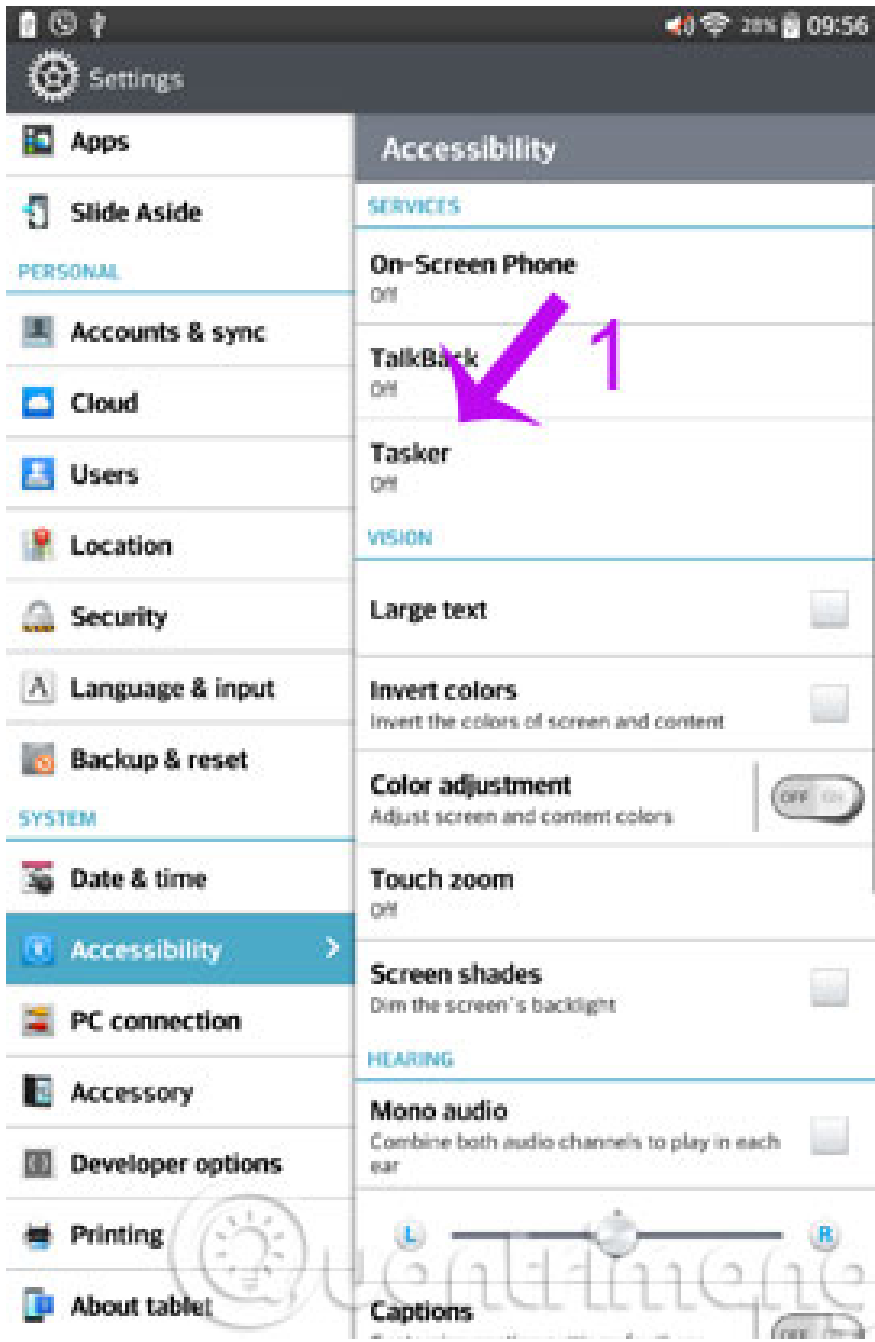 28% 09:56
Settings
Apps
Slide Aside
PERSONAL
Accounts & sync
Cloud
Users
Location
Security
A Language & input
Backup & reset
SYSTEM
Date & time
Accessibility
PC connection
Accessory
Developer options
Printing
About tablet
Accessibility
SERVICES
On-Screen Phone
Off
TalkBack
Off
1
Tasker
Off
VISION
Large text
Invert colors
Invert the colors of screen and content
Color adjustment
Adjust screen and content colors
OFF ON
Touch zoom
Off
Screen shades
Dim the screen's backlight
HEARING
Mono audio
Combine both audio channels to play in each
ear
L R
Captions
OFF
Quantrimang